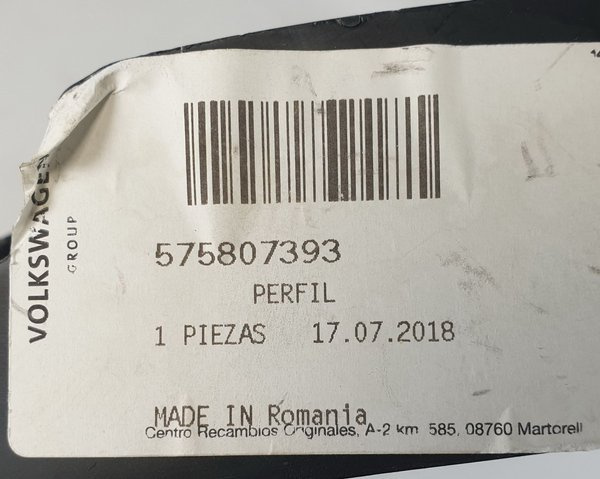 VOLKSWAGEN
GROUP
575807393
PERFIL
1 PIEZAS 17.07.2018
MADE IN Romania
Centro Recambios Originales, A-2 km 585, 08760 Martorell